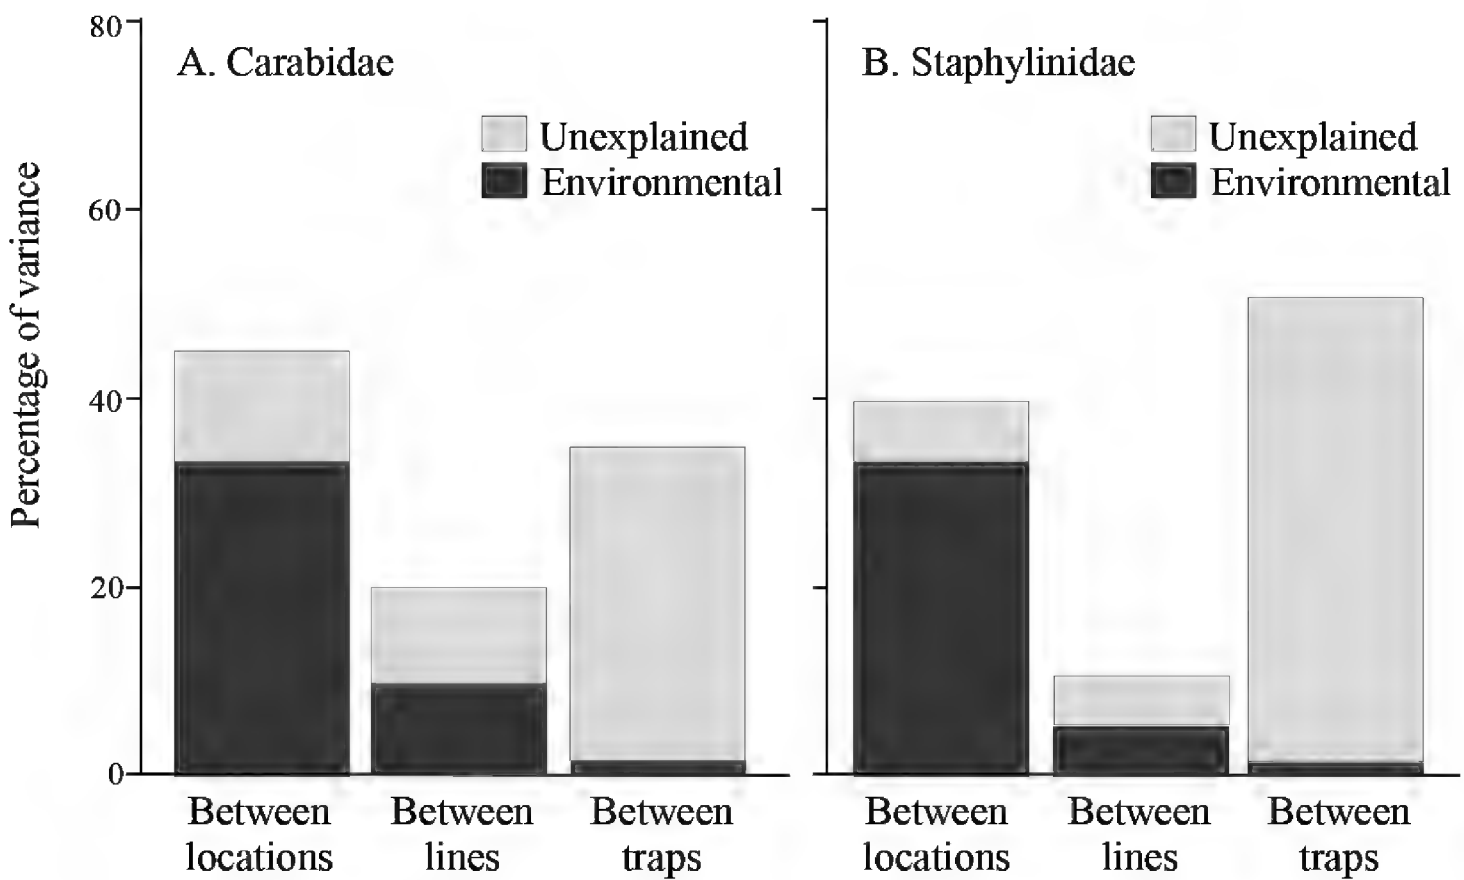 Percentage of variance
80
60
40
20
0
A. Carabidae
Unexplained
Environmental
Between locations
Between lines
Between traps
B. Staphylinidae
Unexplained
Environmental
Between locations
Between lines
Between traps